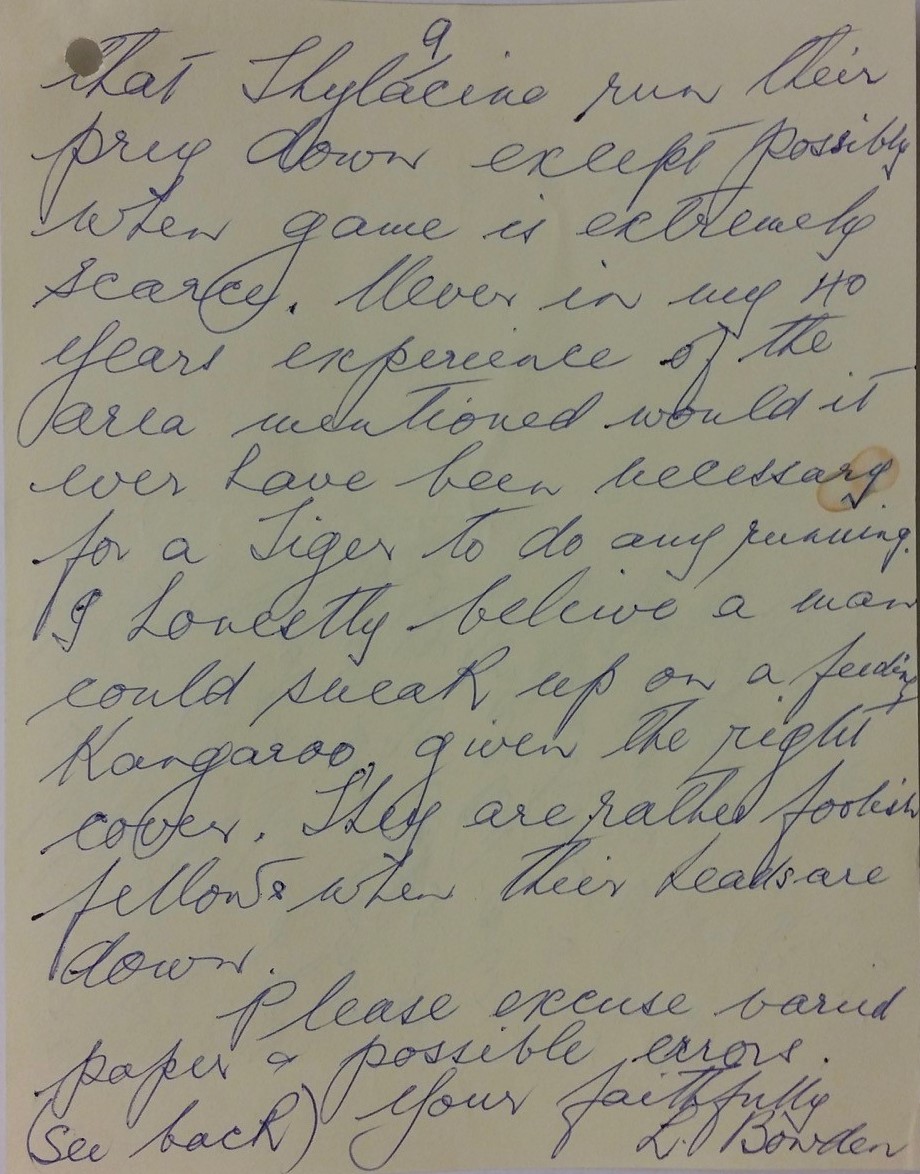 9
that Thylacine run their
prey down except possibly
when game is extremely
scarce. Never in my 40
years experience of the
area mentioned would it
ever have been necessary
for a Tiger to do any running.
I honestly beleive a man
could sneak up on a feeding
Kangaroo, given the right
cover. They are rather foolish
fellows when their heads are
down.
Please excuse varied
paper & possible errors.
(See back) Your faithfully
L. Bowden